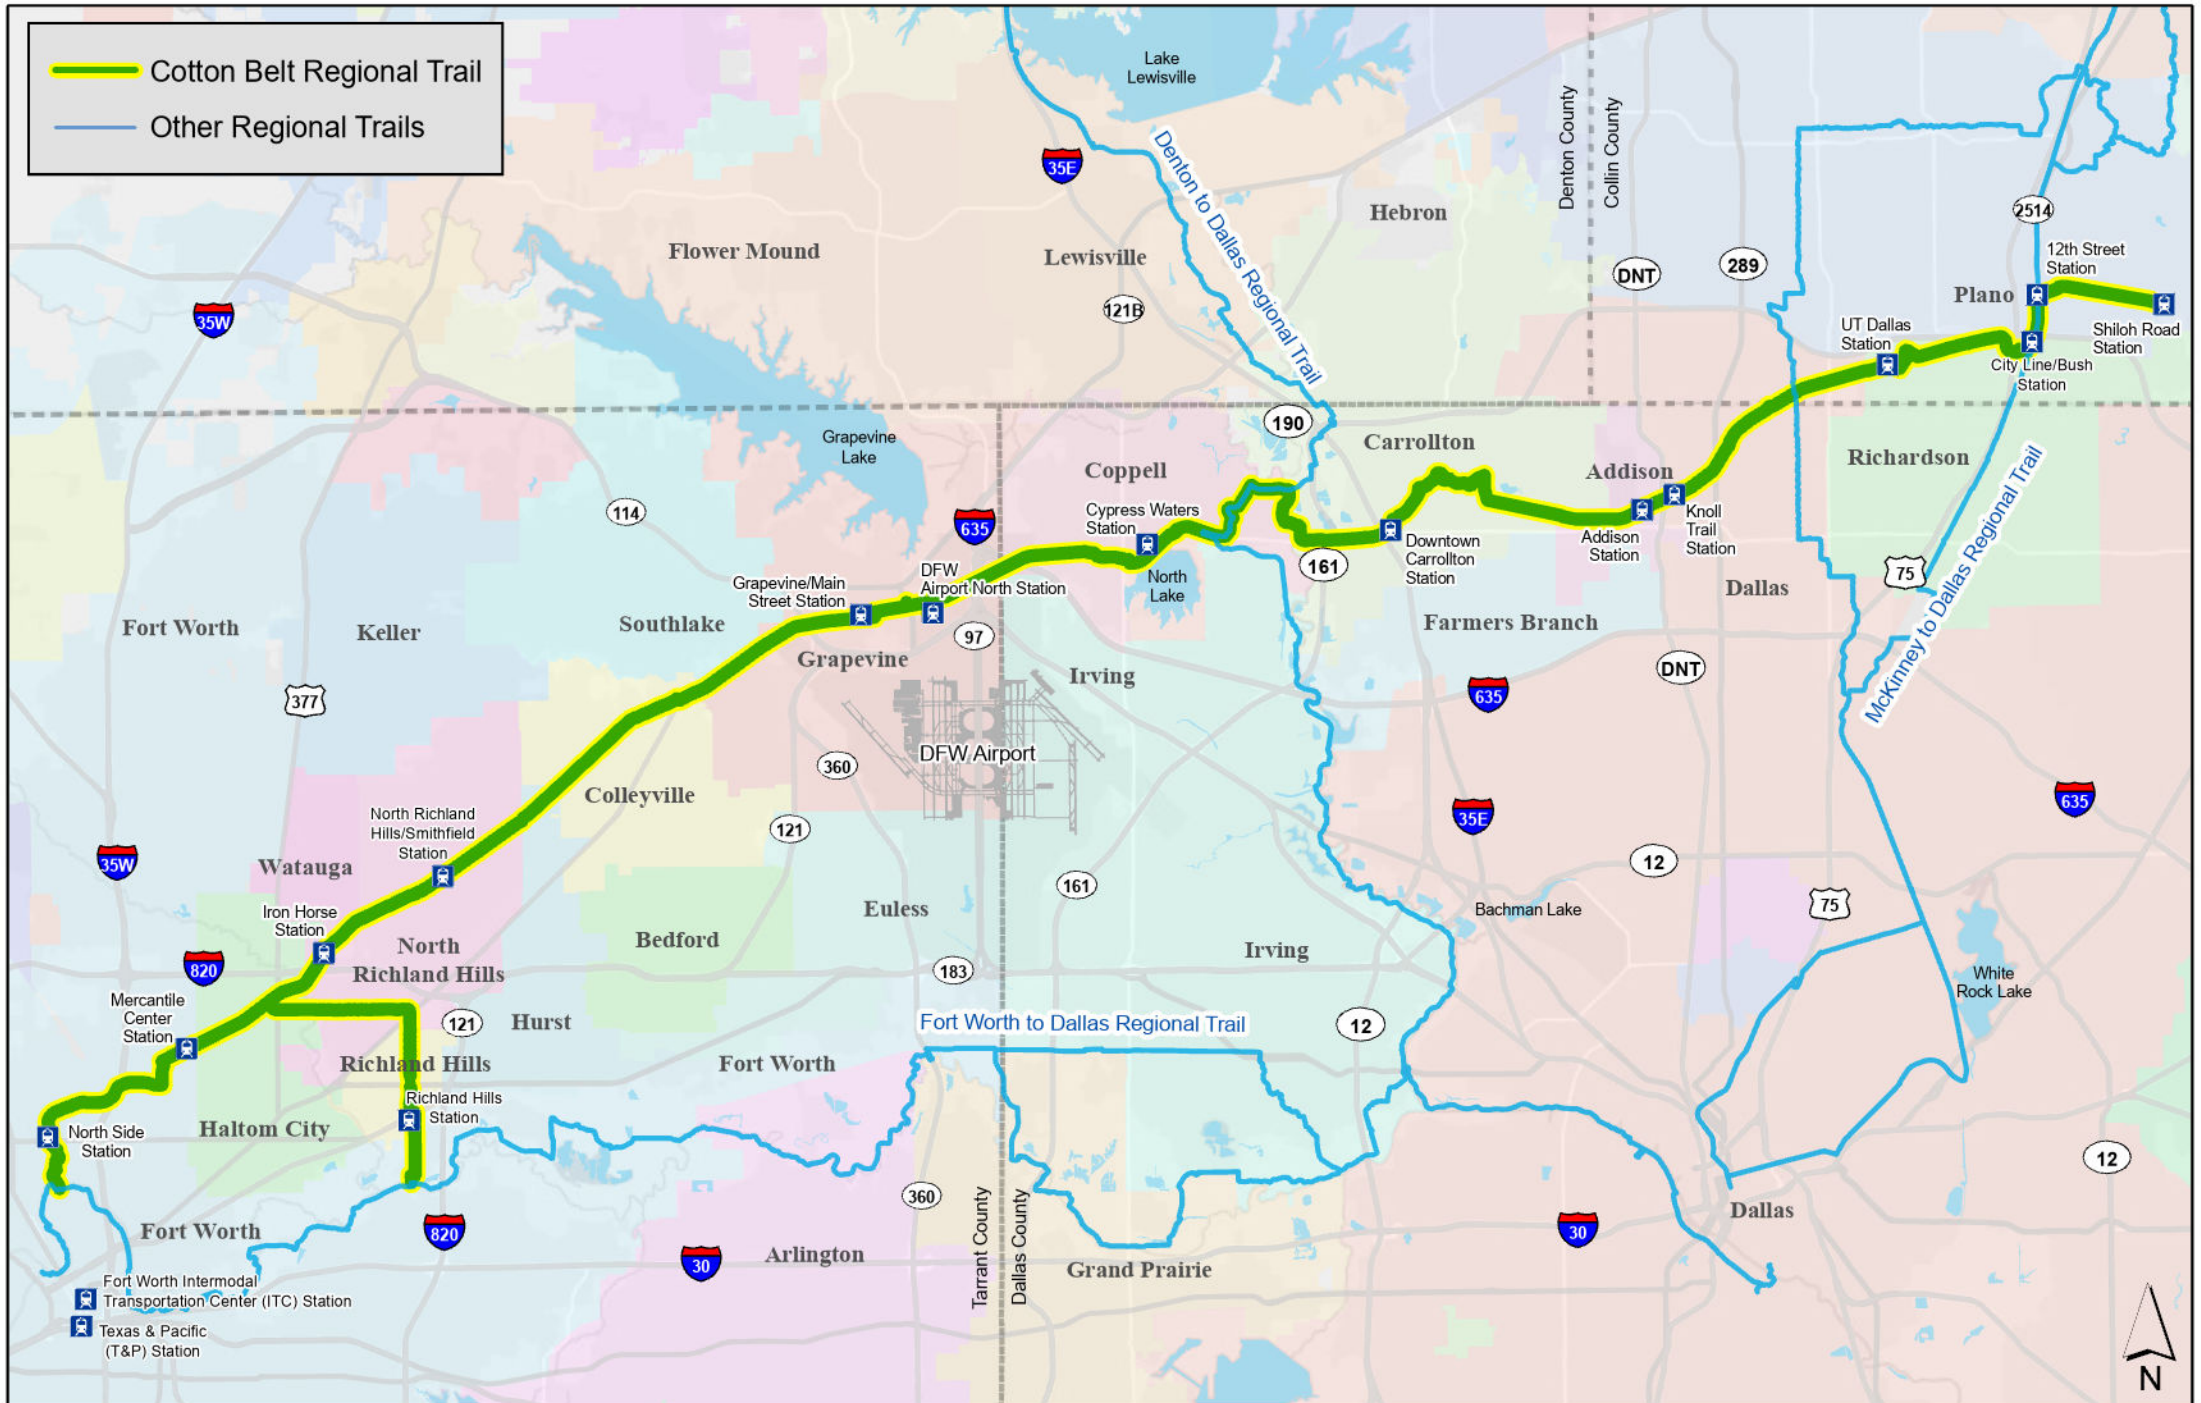 Cotton Belt Regional Trail
Other Regional Trails
Lake
Lewisville
Denton County
Collin County
35E
Denton to Dallas Regional Trail
Hebron
2514
Flower Mound
Lewisville
DNT
289
12th Street
Station
Plano
121B
35W
UT Dallas
Station
Shiloh Road
Station
City Line/Bush
Station
190
Grapevine
Lake
Carrollton
Coppell
Addison
Richardson
McKinney to Dallas Regional Trail
114
635
Cypress Waters
Station
Knoll
Trail
Station
Addison
Station
Downtown
Carrollton
Station
161
75
DFW
Airport North Station
Grapevine/Main
Street Station
North
Lake
Dallas
Fort Worth
Keller
Southlake
97
Farmers Branch
Grapevine
Irving
DNT
377
635
DFW Airport
360
Colleyville
635
North Richland
Hills/Smithfield
Station
121
35E
35W
Watauga
12
161
75
Iron Horse
Station
Euless
Bachman Lake
North
Richland Hills
Bedford
Irving
820
183
White
Rock Lake
Mercantile
Center
Station
121
Hurst
Fort Worth to Dallas Regional Trail
12
Richland Hills
Fort Worth
Richland Hills
Station
North Side
Station
Haltom City
12
360
Tarrant County
Dallas County
Dallas
Fort Worth
820
30
30
Arlington
Grand Prairie
Fort Worth Intermodal
Transportation Center (ITC) Station
Texas & Pacific
(T&P) Station
N